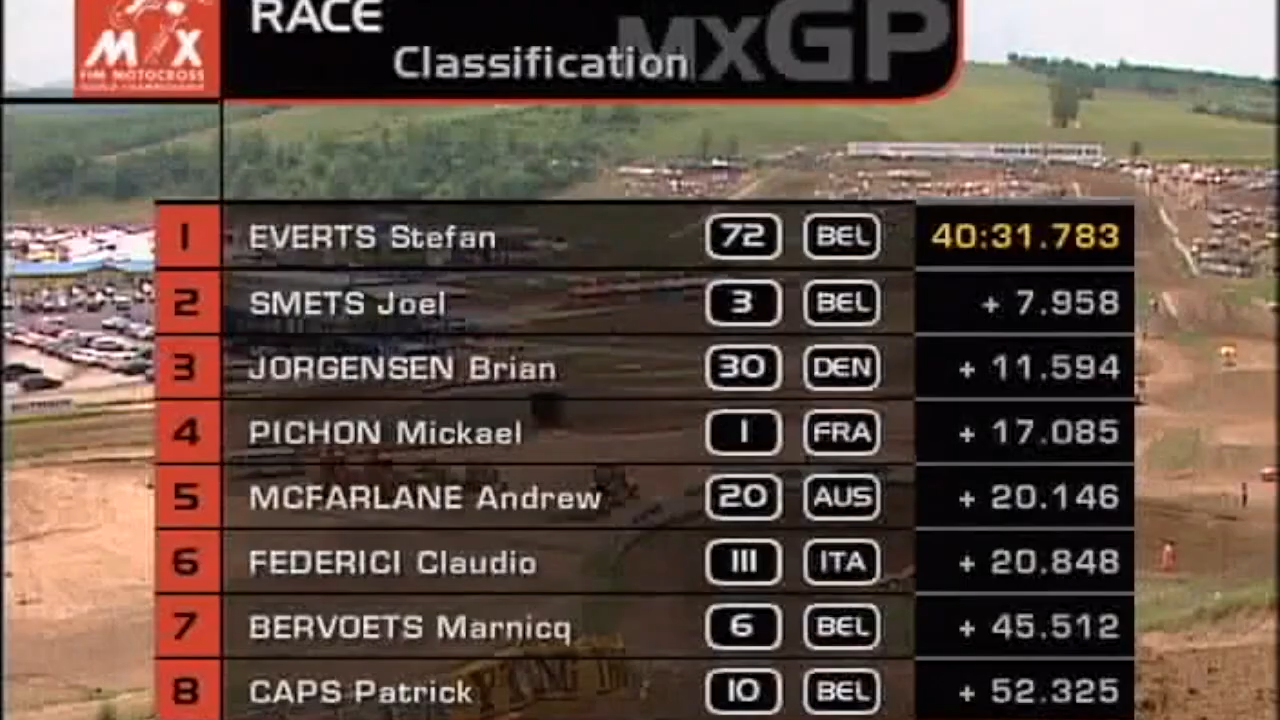 RACE
Classification MXGP
MX
FIM MOTOCROSS
WORLD CHAMPIONSHIP
1 EVERTS Stefan 72 BEL 40:31.783
2 SMETS Joel 3 BEL + 7.958
3 JORGENSEN Brian 30 DEN + 11.594
4 PICHON Mickael 1 FRA + 17.085
5 MCFARLANE Andrew 20 AUS + 20.146
6 FEDERICI Claudio 111 ITA + 20.848
7 BERVOETS Marnicq 6 BEL + 45.512
8 CAPS Patrick 10 BEL + 52.325